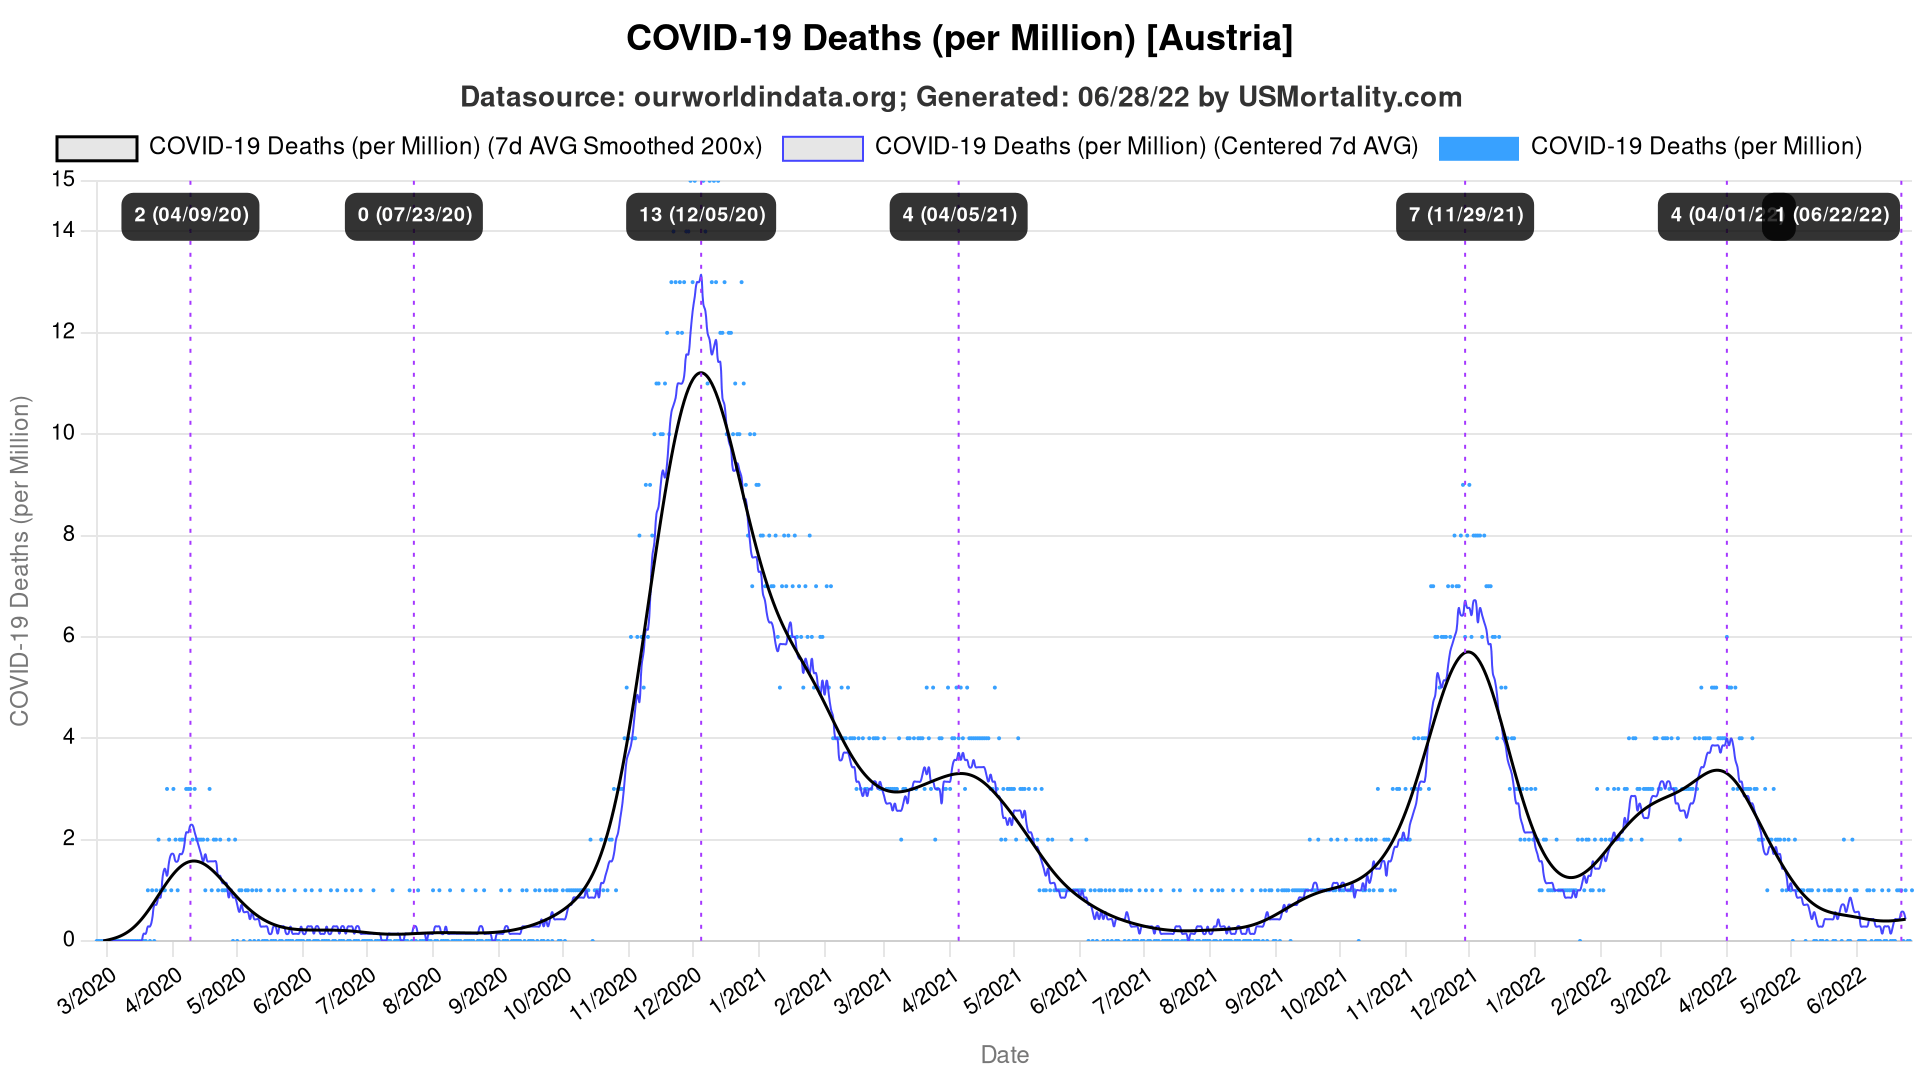 COVID-19 Deaths (per Million) [Austria]
Datasource: ourworldindata.org; Generated: 06/28/22 by USMortality.com
COVID-19 Deaths (per Million) (7d AVG Smoothed 200x) COVID-19 Deaths (per Million) (Centered 7d AVG) COVID-19 Deaths (per Million)
15
2 (04/09/20) 0 (07/23/20) 13 (12/05/20) 4 (04/05/21) 7 (11/29/21) 4 (04/01/22 1 (06/22/22)
14
12
10
8
6
4
2
0
COVID-19 Deaths (per Million)
3/2020 4/2020 5/2020 6/2020 7/2020 8/2020 9/2020 10/2020 11/2020 12/2020 1/2021 2/2021 3/2021 4/2021 5/2021 6/2021 7/2021 8/2021 9/2021 10/2021 11/2021 12/2021 1/2022 2/2022 3/2022 4/2022 5/2022 6/2022
Date